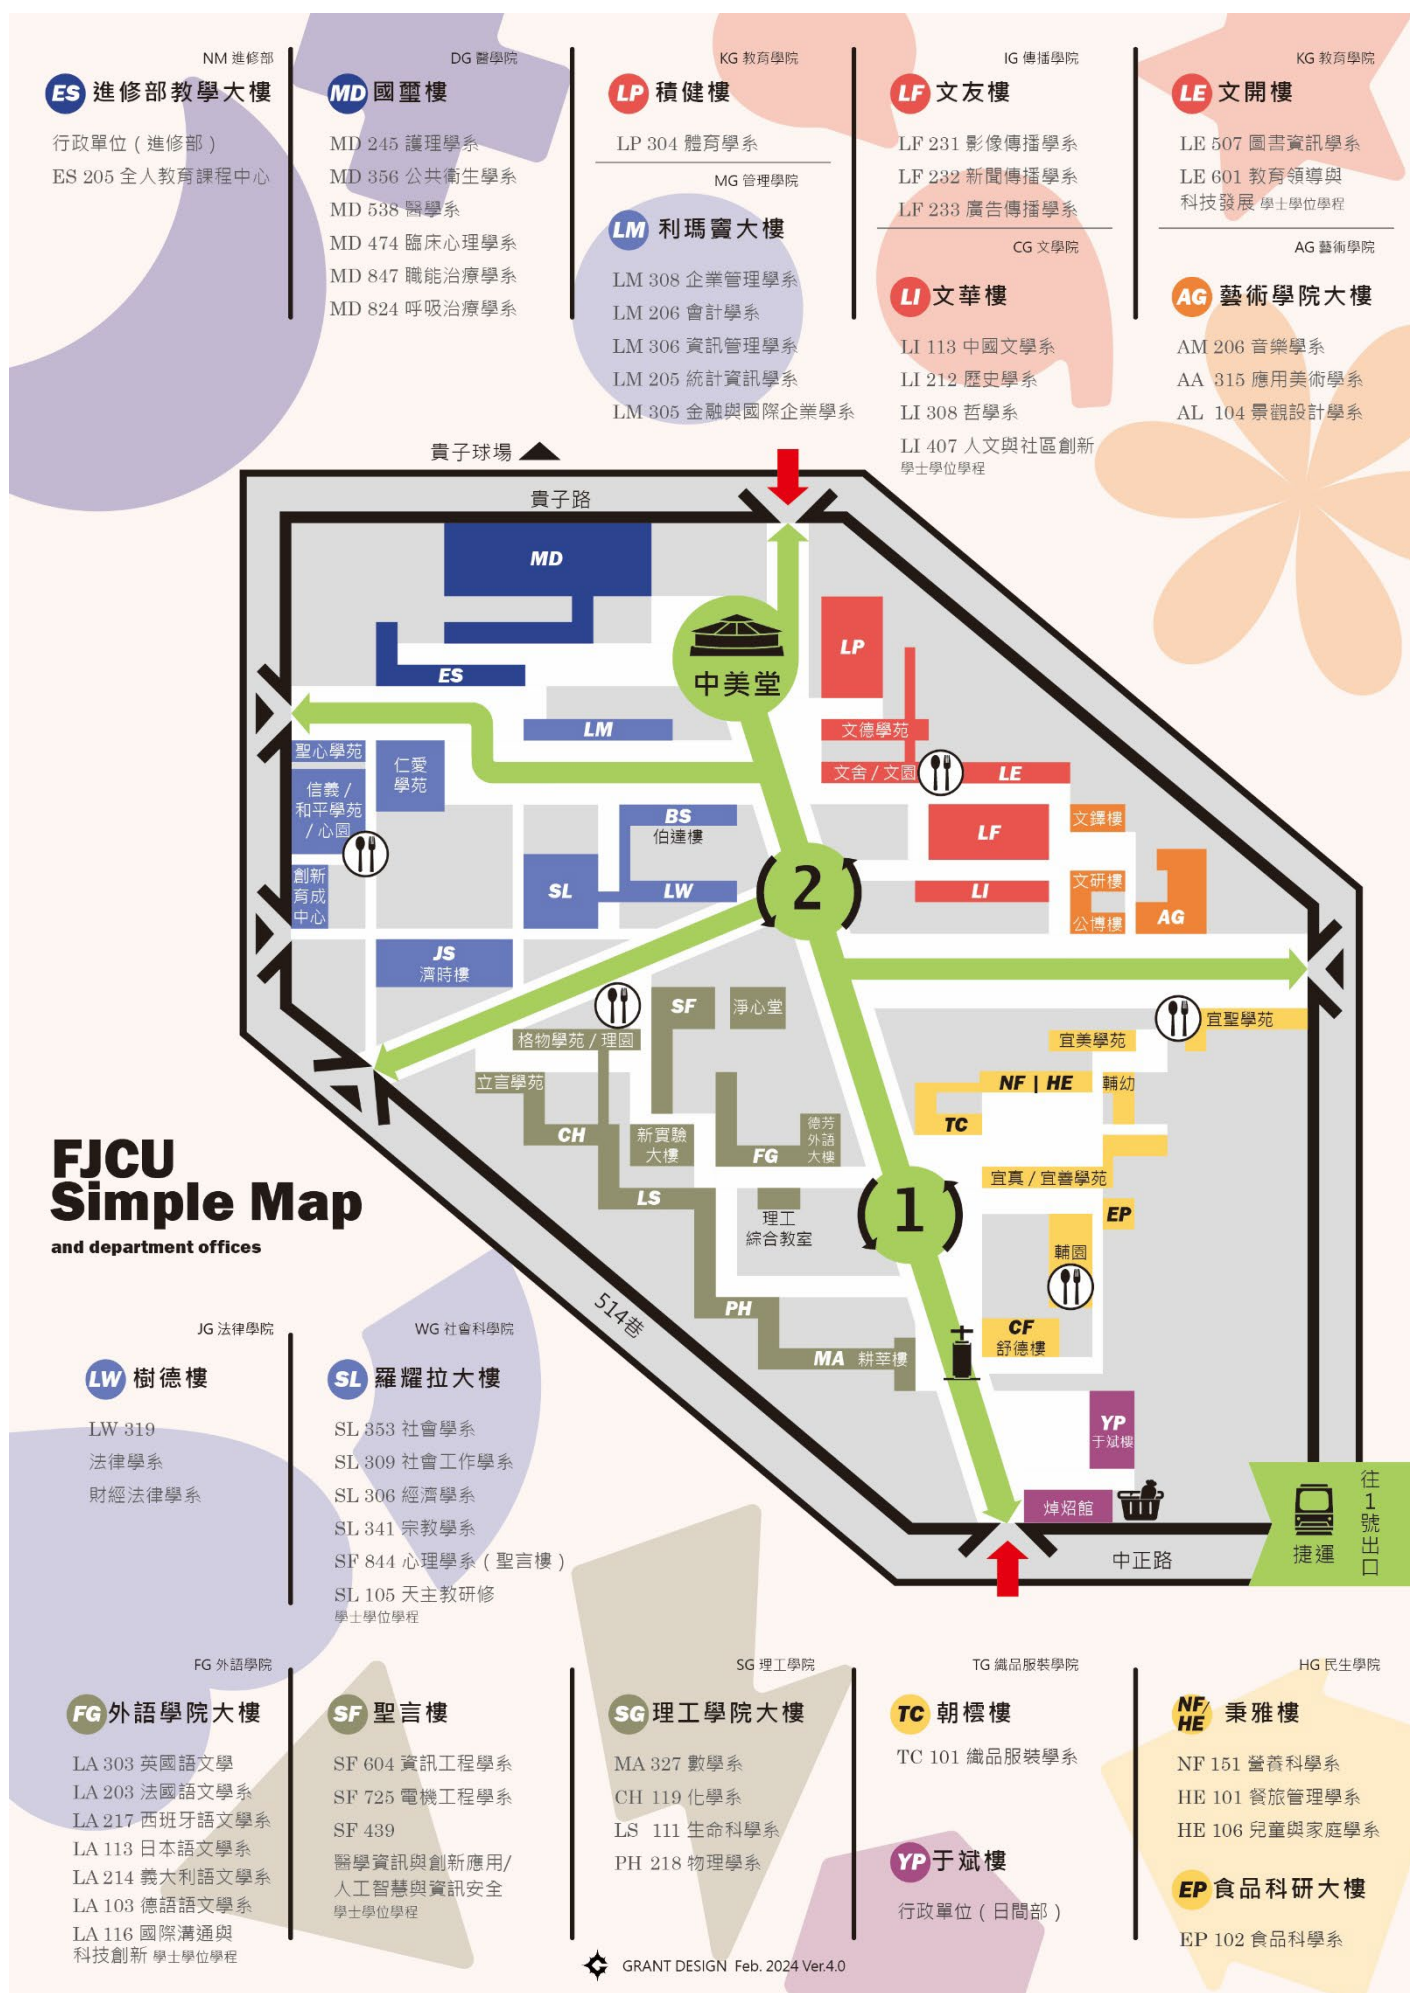 NM 進修部
ES 進修部教學大樓
行政單位 ( 進修部 )
ES 205 全人教育課程中心
DG 醫學院
MD 國璽樓
MD 245 護理學系
MD 356 公共衛生學系
MD 538 醫學系
MD 474 臨床心理學系
MD 847 職能治療學系
MD 824 呼吸治療學系
KG 教育學院
LP 積健樓
LP 304 體育學系
MG 管理學院
LM 利瑪竇大樓
LM 308 企業管理學系
LM 206 會計學系
LM 306 資訊管理學系
LM 205 統計資訊學系
LM 305 金融與國際企業學系
IG 傳播學院
LF 文友樓
LF 231 影像傳播學系
LF 232 新聞傳播學系
LF 233 廣告傳播學系
CG 文學院
LI 文華樓
LI 113 中國文學系
LI 212 歷史學系
LI 308 哲學系
LI 407 人文與社區創新
學士學位學程
KG 教育學院
LE 文開樓
LE 507 圖書資訊學系
LE 601 教育領導與
科技發展 學士學位學程
AG 藝術學院
AG 藝術學院大樓
AM 206 音樂學系
AA 315 應用美術學系
AL 104 景觀設計學系
貴子球場
貴子路
MD
中美堂
LP
ES
LM
文德學苑
聖心學苑
仁愛
學苑
文舍 / 文園
LE
信義 /
和平學苑
/ 心園
BS
伯達樓
LF
文鐸樓
創新
育成
中心
SL
LW
2
LI
文研樓
公博樓
AG
JS
濟時樓
SF
淨心堂
宜聖學苑
格物學苑 / 理園
宜美學苑
立言學苑
NF | HE
輔幼
CH
新實驗
大樓
FG
德芳
外語
大樓
TC
宜真 / 宜善學苑
LS
1
EP
理工
綜合教室
輔園
514巷
PH
CF
舒德樓
MA 耕莘樓
YP
于斌樓
焯炤館
中正路
捷運
往1號出口
FJCU
Simple Map
and department offices
JG 法律學院
LW 樹德樓
LW 319
法律學系
財經法律學系
WG 社會科學院
SL 羅耀拉大樓
SL 353 社會學系
SL 309 社會工作學系
SL 306 經濟學系
SL 341 宗教學系
SF 844 心理學系 ( 聖言樓 )
SL 105 天主教研修
學士學位學程
FG 外語學院
FG 外語學院大樓
LA 303 英國語文學
LA 203 法國語文學系
LA 217 西班牙語文學系
LA 113 日本語文學系
LA 214 義大利語文學系
LA 103 德語語文學系
LA 116 國際溝通與
科技創新 學士學位學程
SF 聖言樓
SF 604 資訊工程學系
SF 725 電機工程學系
SF 439
醫學資訊與創新應用/
人工智慧與資訊安全
學士學位學程
SG 理工學院
SG 理工學院大樓
MA 327 數學系
CH 119 化學系
LS 111 生命科學系
PH 218 物理學系
TG 織品服裝學院
TC 朝橒樓
TC 101 織品服裝學系
YP 于斌樓
行政單位 ( 日間部 )
HG 民生學院
NF/
HE 秉雅樓
NF 151 營養科學系
HE 101 餐旅管理學系
HE 106 兒童與家庭學系
EP 食品科研大樓
EP 102 食品科學系
GRANT DESIGN Feb. 2024 Ver.4.0